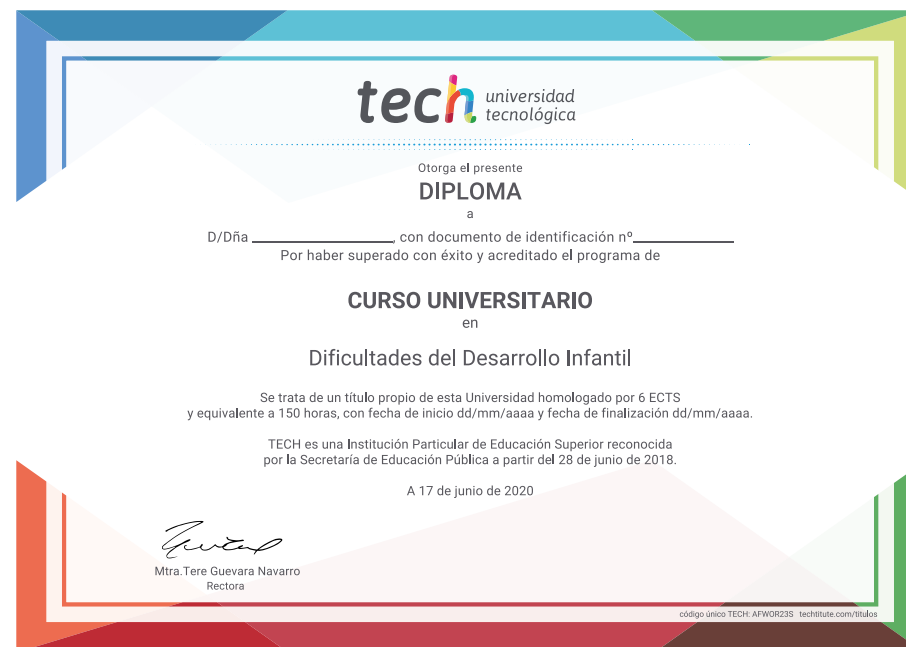 tech universidad
tecnológica
Otorga el presente
DIPLOMA
a
D/Dña ____________________, con documento de identificación nº______________
Por haber superado con éxito y acreditado el programa de
CURSO UNIVERSITARIO
en
Dificultades del Desarrollo Infantil
Se trata de un título propio de esta Universidad homologado por 6 ECTS
y equivalente a 150 horas, con fecha de inicio dd/mm/aaaa y fecha de finalización dd/mm/aaaa.
TECH es una Institución Particular de Educación Superior reconocida
por la Secretaría de Educación Pública a partir del 28 de junio de 2018.
A 17 de junio de 2020
Mtra.Tere Guevara Navarro
Rectora
código único TECH: AFWOR23S techtitute.com/titulos